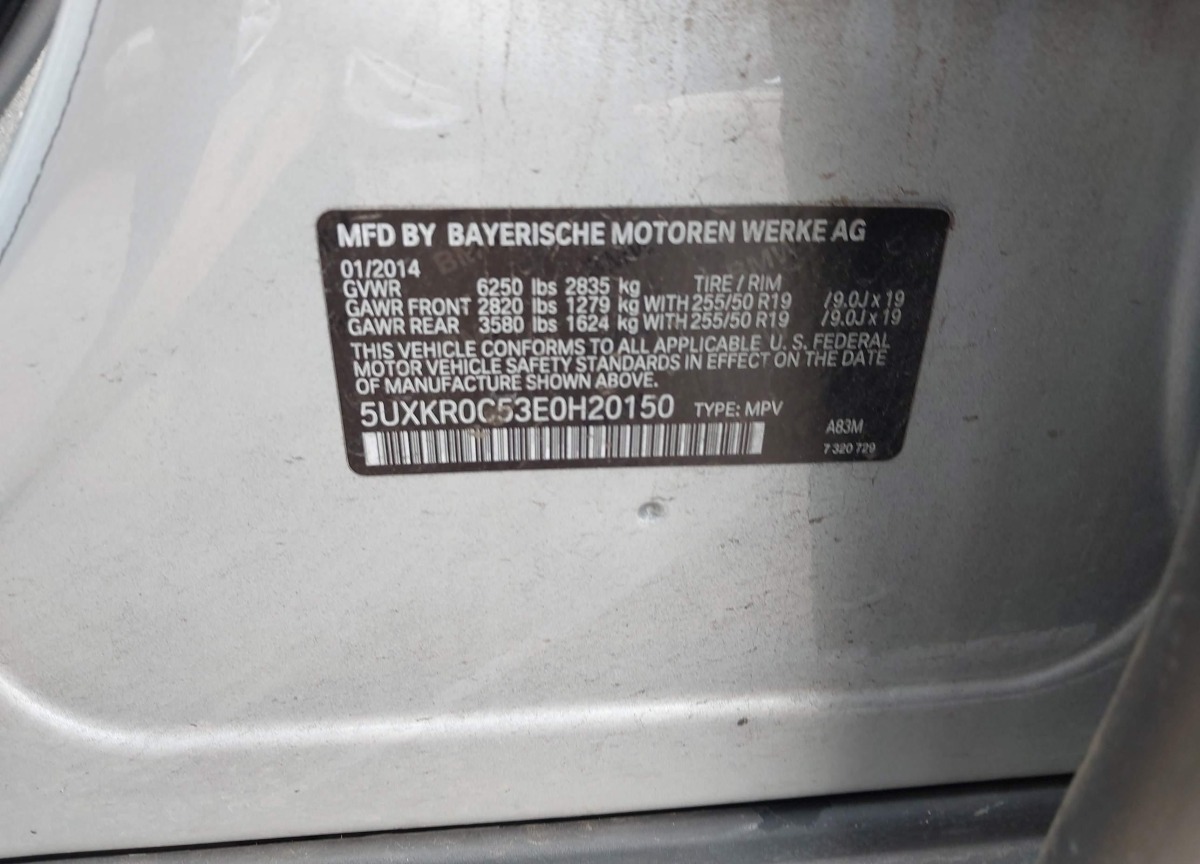 MFD BY BAYERISCHE MOTOREN WERKE AG
01/2014
GVWR 6250 lbs 2835 kg TIRE / RIM
GAWR FRONT 2820 lbs 1279 kg WITH 255/50 R19 /9.0J x 19
GAWR REAR 3580 lbs 1624 kg WITH 255/50 R19 /9.0J x 19
THIS VEHICLE CONFORMS TO ALL APPLICABLE U. S. FEDERAL
MOTOR VEHICLE SAFETY STANDARDS IN EFFECT ON THE DATE
OF MANUFACTURE SHOWN ABOVE.
5UXKR0C53E0H20150 TYPE: MPV
A83M
7 320 729